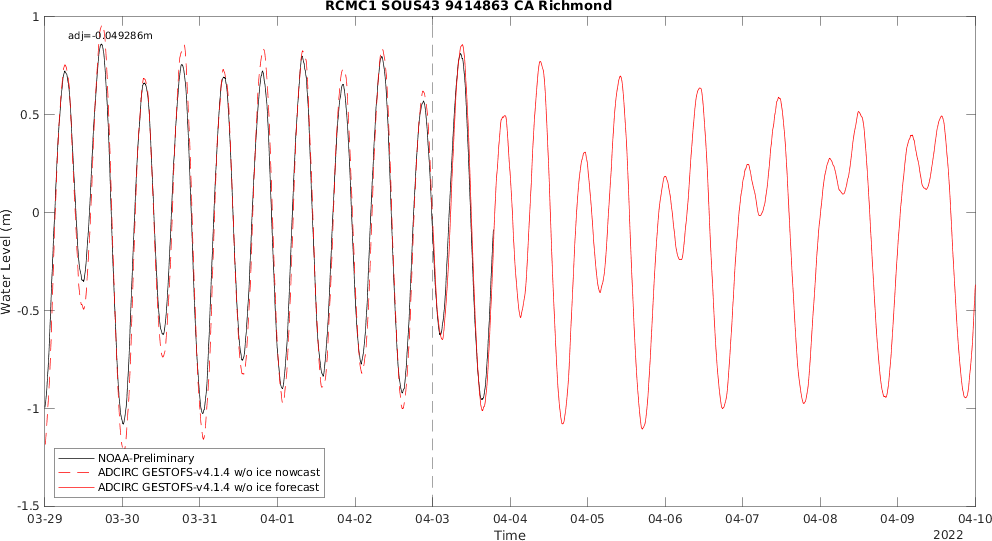 RCMC1 SOUS43 9414863 CA Richmond
adj=-0.049286m
1
0.5
0
-0.5
-1
-1.5
Water Level (m)
NOAA-Preliminary
ADCIRC GESTOFS-v4.1.4 w/o ice nowcast
ADCIRC GESTOFS-v4.1.4 w/o ice forecast
03-29 03-30 03-31 04-01 04-02 04-03 04-04 04-05 04-06 04-07 04-08 04-09 04-10
Time
2022